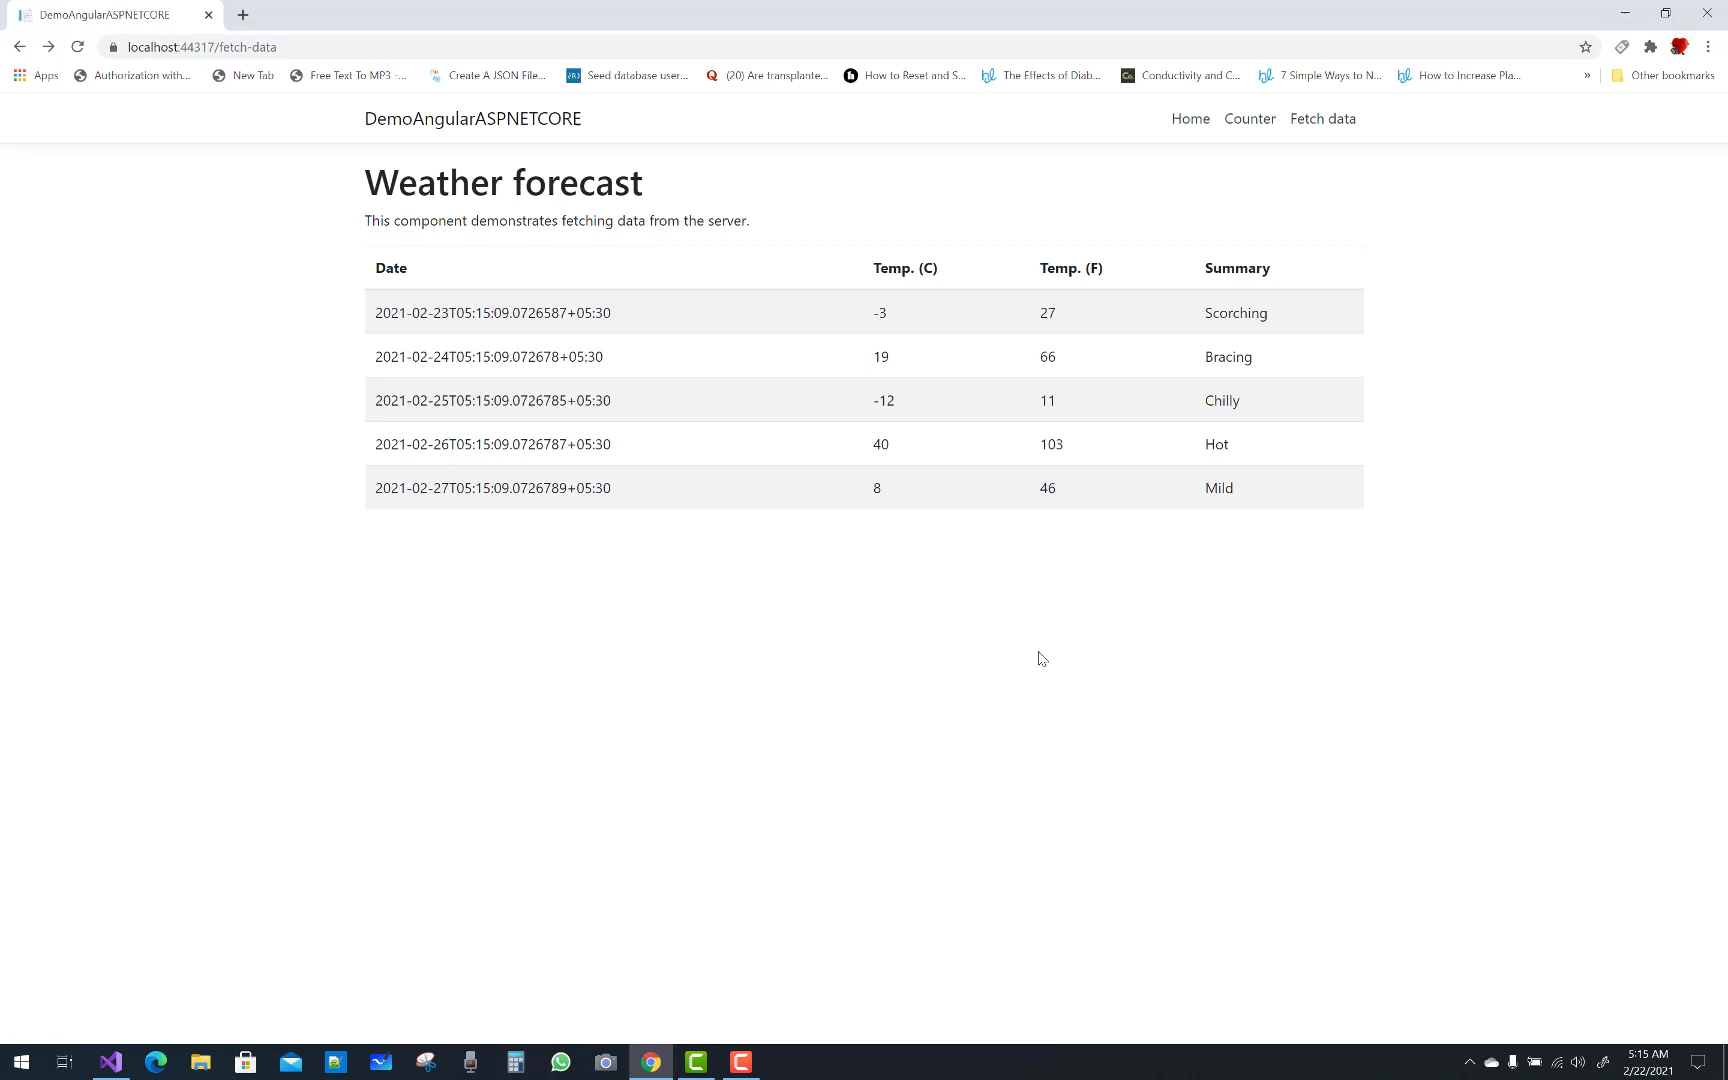 DemoAngularASPNETCORE
localhost:44317/fetch-data
Apps Authorization with... New Tab Free Text To MP3 -... Create A JSON File... Seed database user... (20) Are transplante... How to Reset and S... The Effects of Diab... Conductivity and C... 7 Simple Ways to N... How to Increase Pla... » Other bookmarks
DemoAngularASPNETCORE Home Counter Fetch data
Weather forecast
This component demonstrates fetching data from the server.
Date Temp. (C) Temp. (F) Summary
2021-02-23T05:15:09.0726587+05:30 -3 27 Scorching
2021-02-24T05:15:09.072678+05:30 19 66 Bracing
2021-02-25T05:15:09.0726785+05:30 -12 11 Chilly
2021-02-26T05:15:09.0726787+05:30 40 103 Hot
2021-02-27T05:15:09.0726789+05:30 8 46 Mild
5:15 AM
2/22/2021